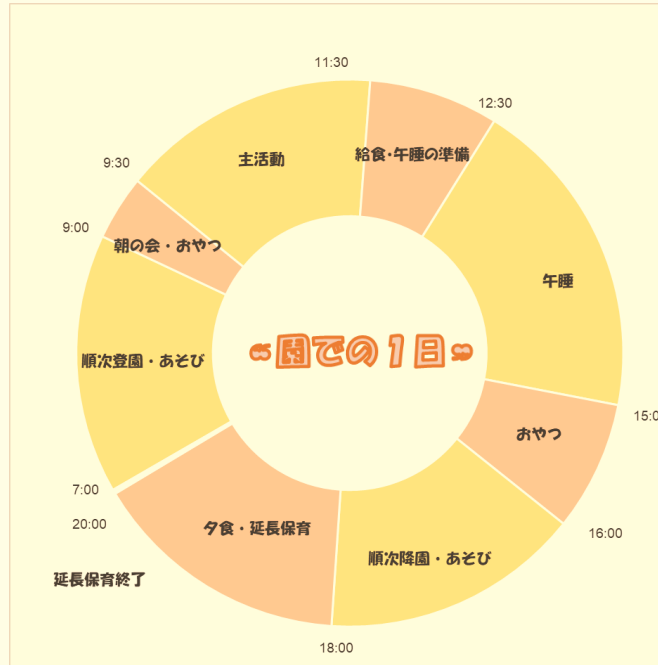 ~園での1日~
7:00
順次登園・あそび
9:00
朝の会・おやつ
9:30
主活動
11:30
給食・午睡の準備
12:30
午睡
15:0
おやつ
16:00
順次降園・あそび
18:00
夕食・延長保育
20:00
延長保育終了